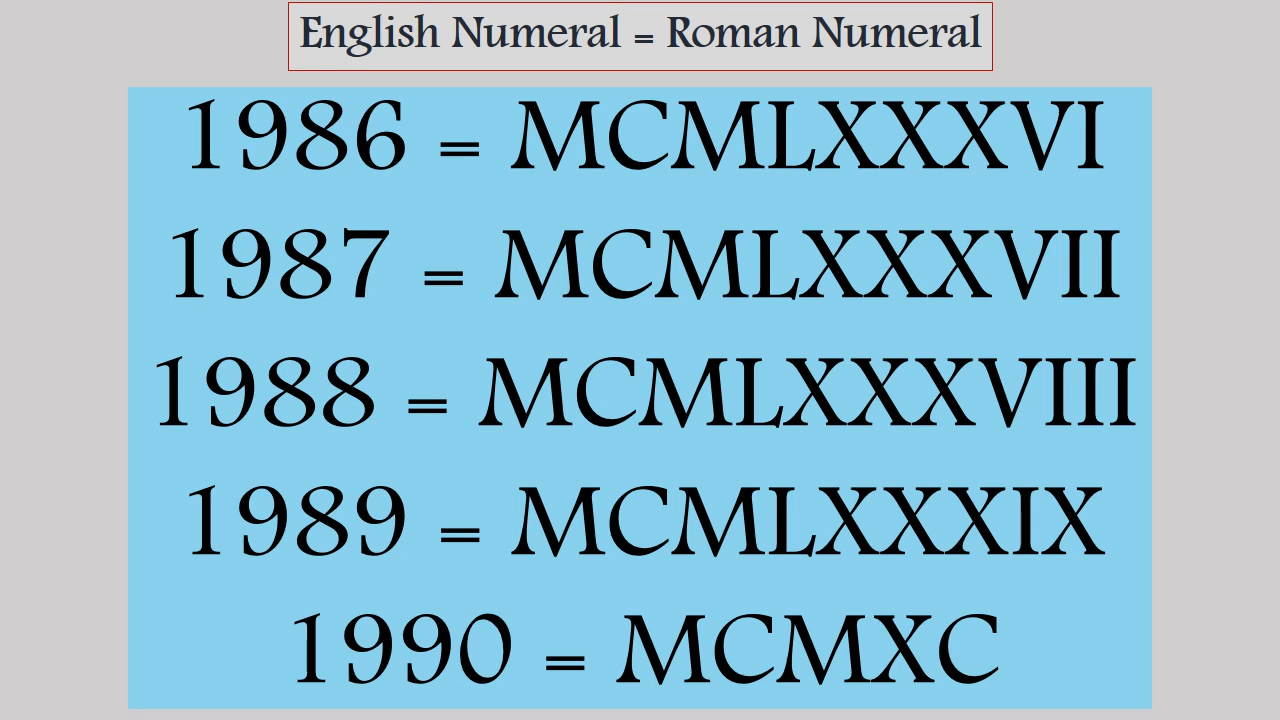 English Numeral = Roman Numeral
1986 = MCMLXXXVI
1987 = MCMLXXXVII
1988 = MCMLXXXVIII
1989 = MCMLXXXIX
1990 = MCMXC